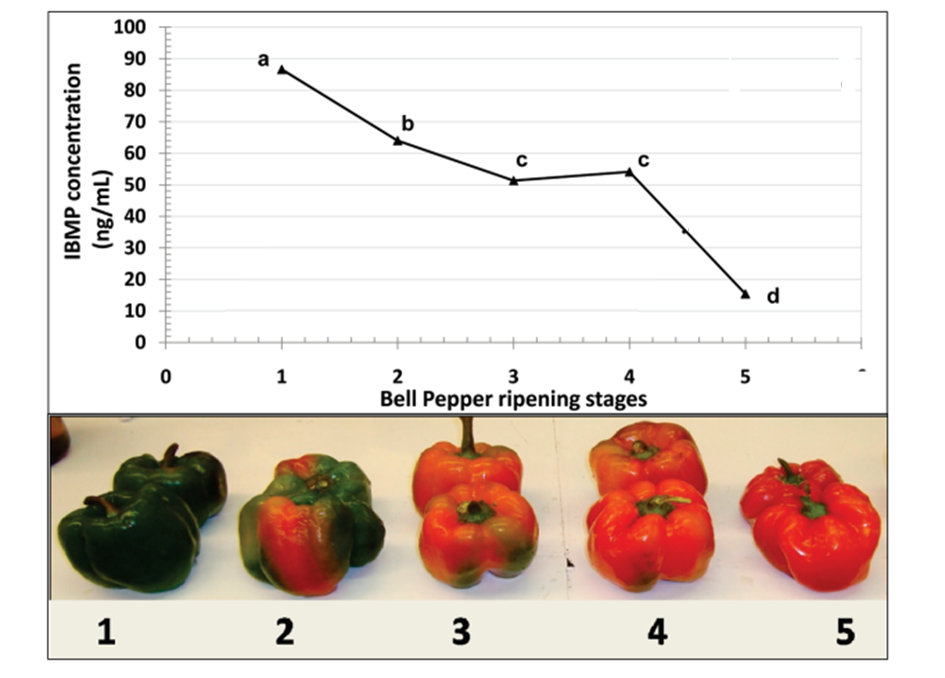 100
90
80
70
60
50
40
30
20
10
0
IBMP concentration
(ng/mL)
a
b
c
c
d
0 1 2 3 4 5
Bell Pepper ripening stages
1 2 3 4 5